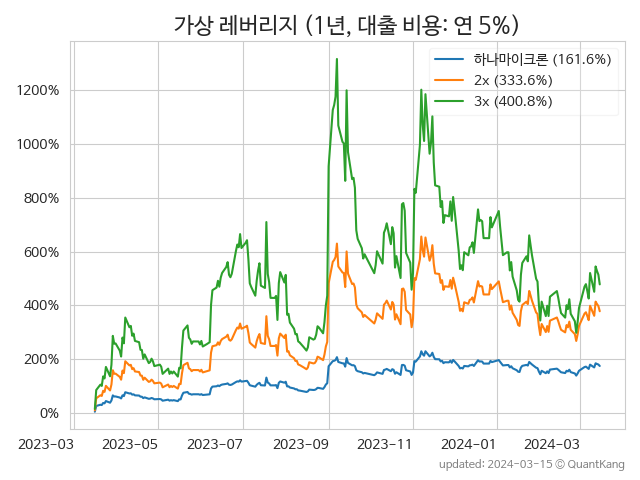 가상 레버리지 (1년, 대출 비용: 연 5%)
하나마이크론 (161.6%)
2x (333.6%)
3x (400.8%)
1200%
1000%
800%
600%
400%
200%
0%
2023-03 2023-05 2023-07 2023-09 2023-11 2024-01 2024-03
updated: 2024-03-15 © QuantKang